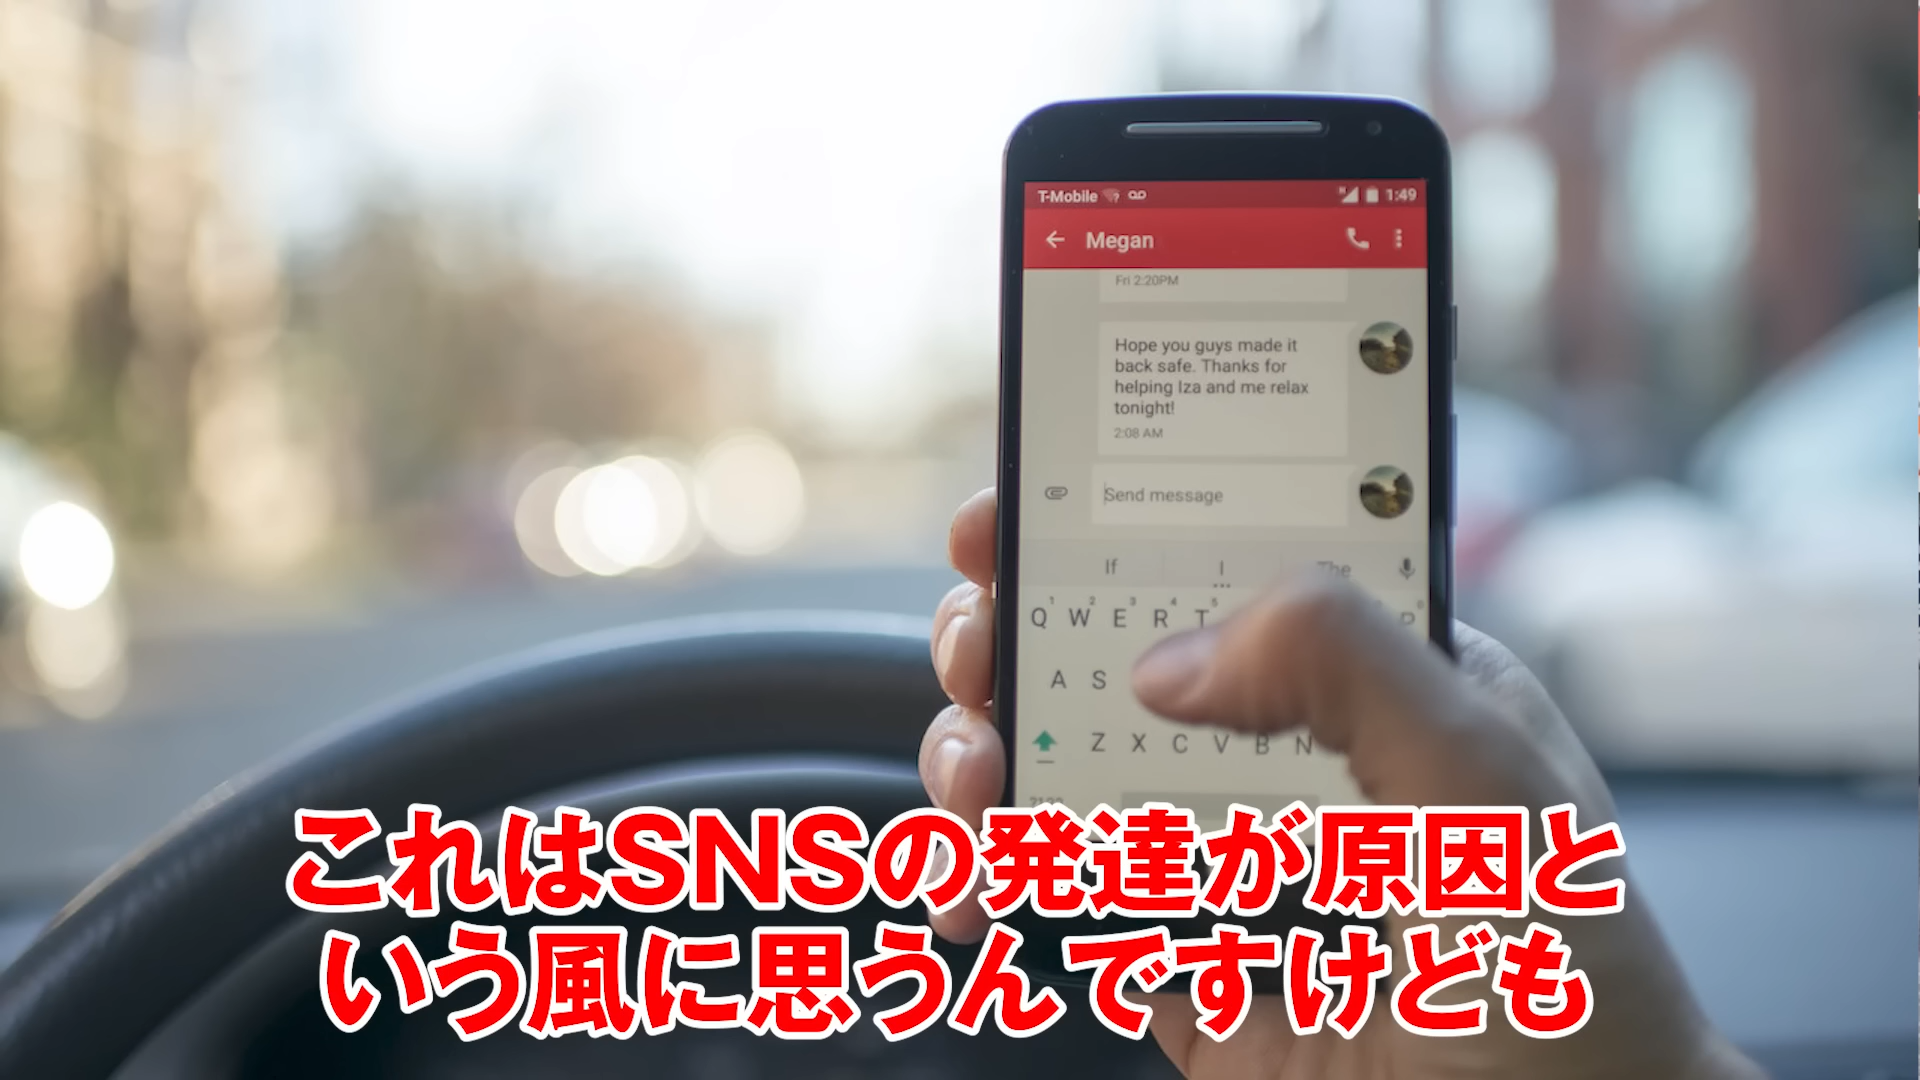 T-Mobile
1:49
Megan
Fri 2:20PM
Hope you guys made it
back safe. Thanks for
helping Iza and me relax
tonight!
2:08 AM
Send message
If I The
Q W E R T P
A S
Z X C V B N
これはSNSの発達が原因と
いう風に思うんですけども